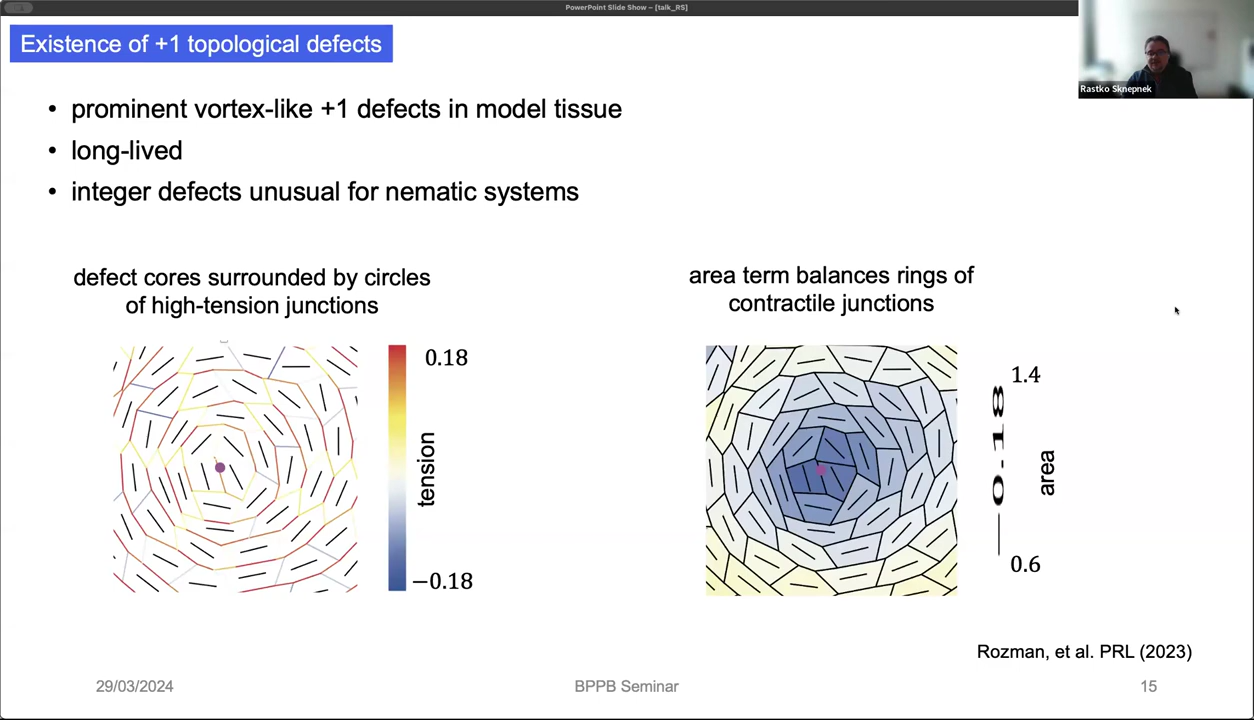 PowerPoint Slide Show – [talk_RS]
Existence of +1 topological defects
Rastko Sknepnek
• prominent vortex-like +1 defects in model tissue
• long-lived
• integer defects unusual for nematic systems
defect cores surrounded by circles
of high-tension junctions
0.18
tension
−0.18
area term balances rings of
contractile junctions
1.4
−0.18
area
0.6
Rozman, et al. PRL (2023)
29/03/2024
BPPB Seminar
15